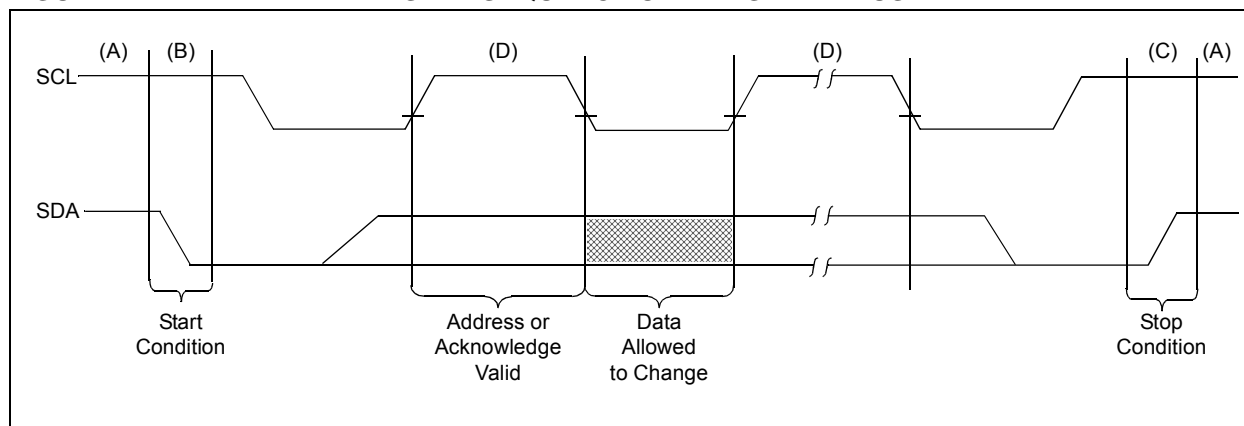 (A) (B) (D) (D) (C) (A)
SCL
SDA
Start
Condition
Address or
Acknowledge
Valid
Data
Allowed
to Change
Stop
Condition